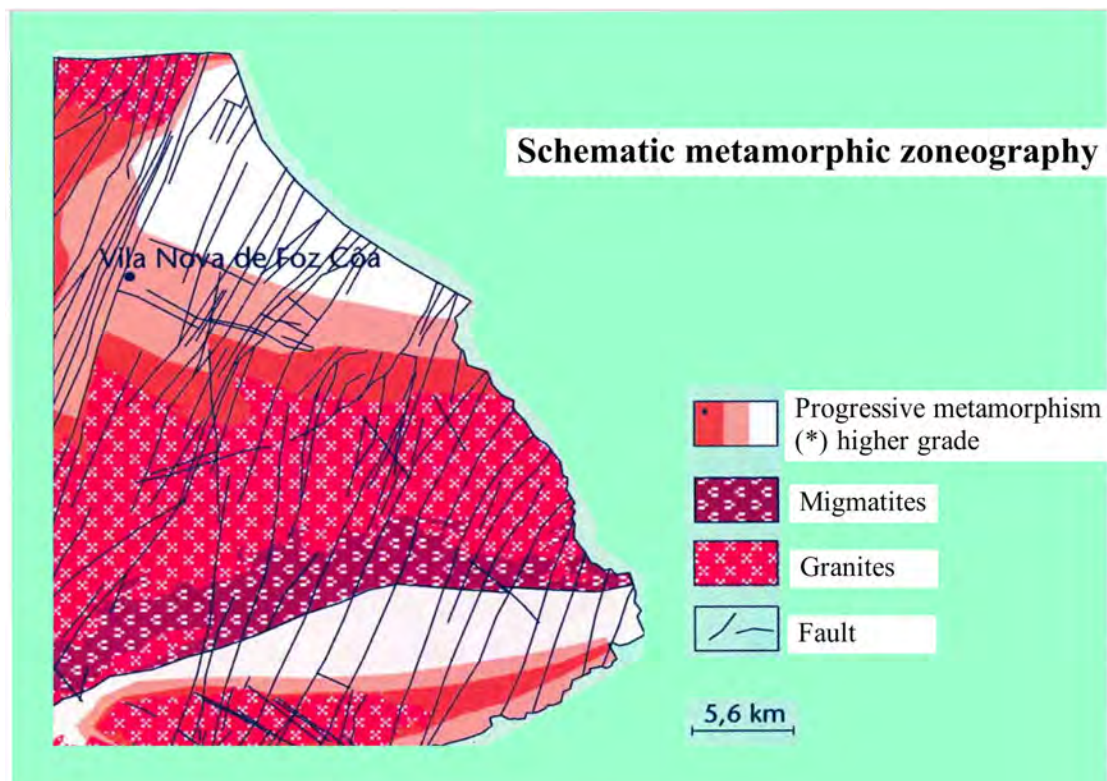 Schematic metamorphic zoneography
Vila Nova de Foz Côa
Progressive metamorphism
(*) higher grade
Migmatites
Granites
Fault
5,6 km